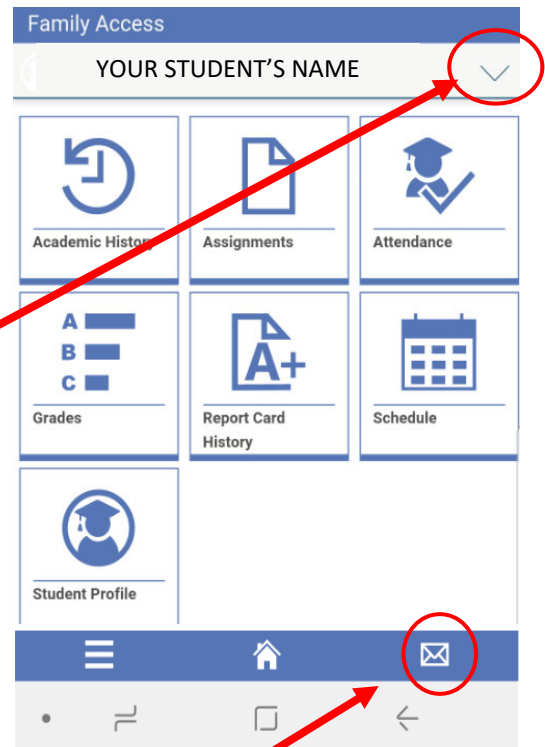 Family Access
YOUR STUDENT’S NAME
Academic History
Assignments
Attendance
A
B
C
A+
Grades
Report Card
History
Schedule
Student Profile